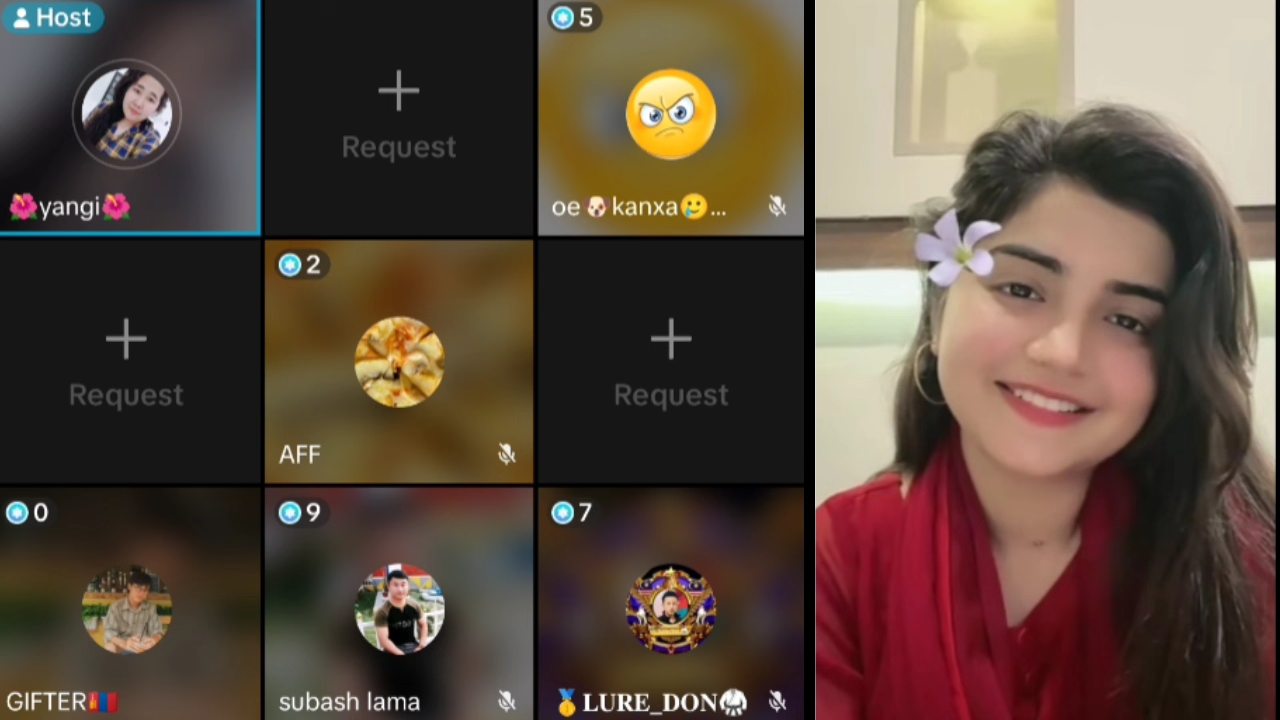 Host
🌺yangi🌺
Request
5
oe🐶kanxa🥲...
Request
2
AFF
Request
0
GIFTER🇲🇳
9
subash lama
7
🏅𝐋𝐔𝐑𝐄_𝐃𝐎𝐍🥋